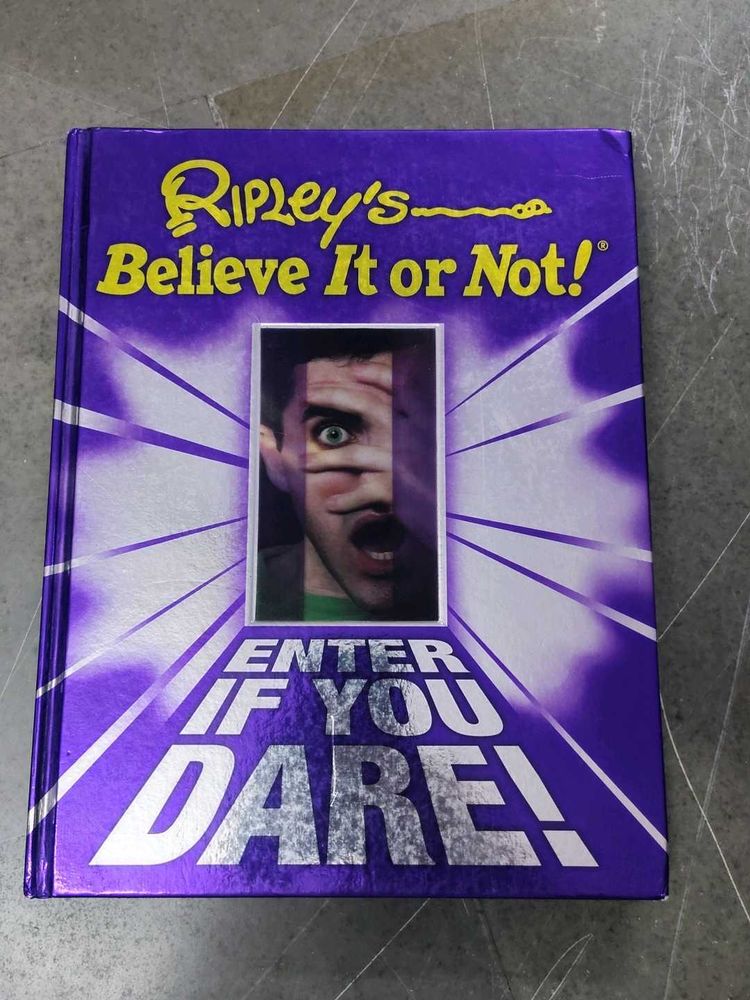 RIPLEY'S
Believe It or Not!®
ENTER
IF YOU
DARE!